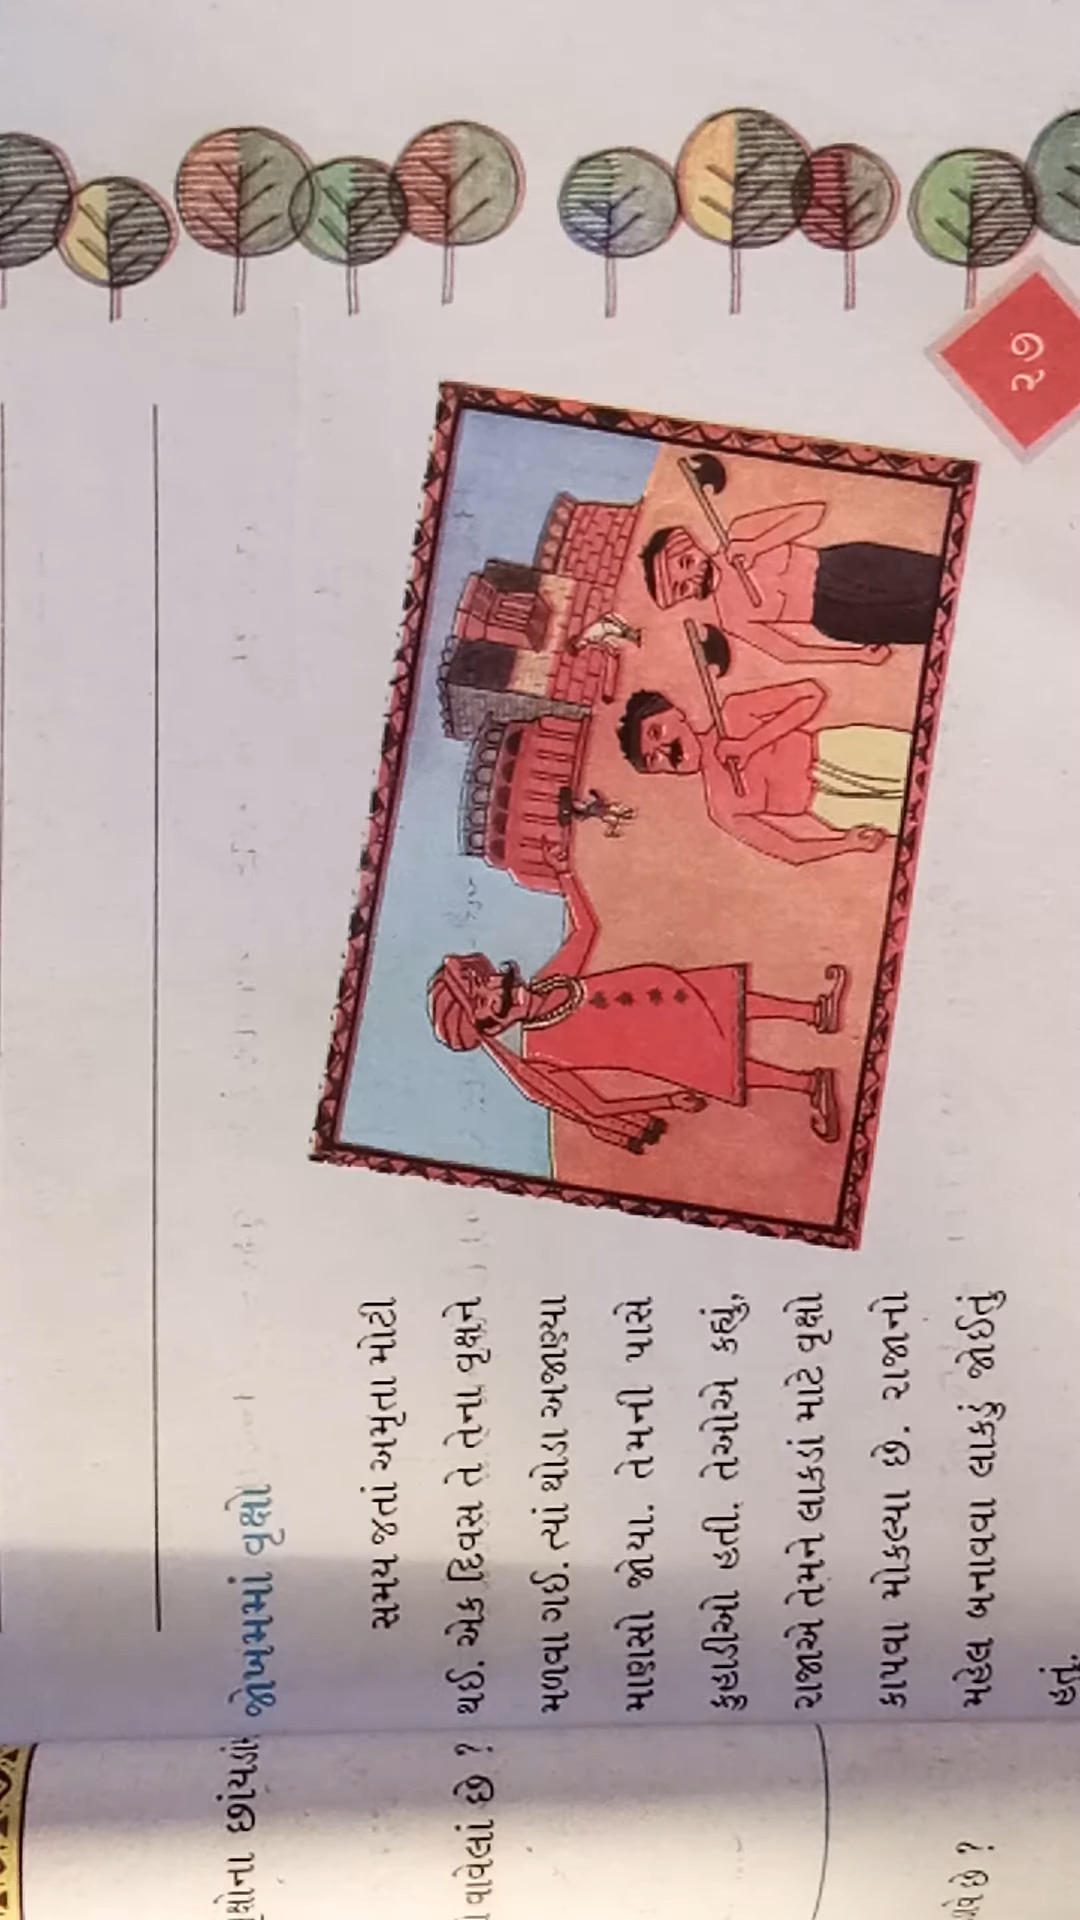 જોખમમાં વૃક્ષો
સમય જતાં અમૃતા મોટી
થઈ. એક દિવસ તે તેના વૃક્ષને
મળવા ગઈ. ત્યાં થોડા અજાણ્યા
માણસો જોયા. તેમની પાસે
કુહાડીઓ હતી. તેઓએ કહ્યું,
રાજાએ તેમને લાકડાં માટે વૃક્ષો
કાપવા મોકલ્યા છે. રાજાનો
મહેલ બનાવવા લાકડું જોઈતું
હતું.
૨૭
છાંયડા
વાવેલાં છે ?
છે ?